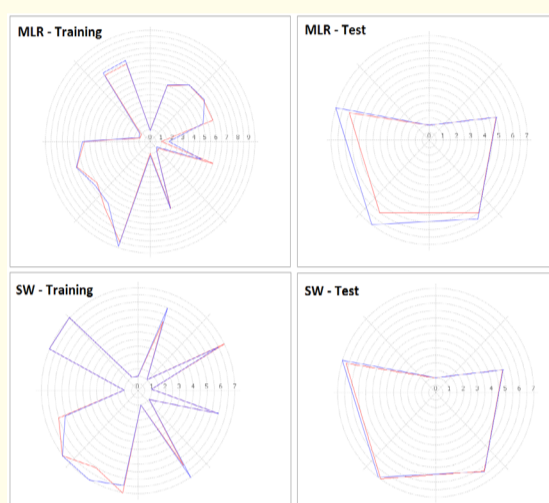 MLR - Training
0 1 2 3 4 5 6 7 8 9
MLR - Test
0 1 2 3 4 5 6 7
SW - Training
0 1 2 3 4 5 6 7
SW - Test
0 1 2 3 4 5 6 7